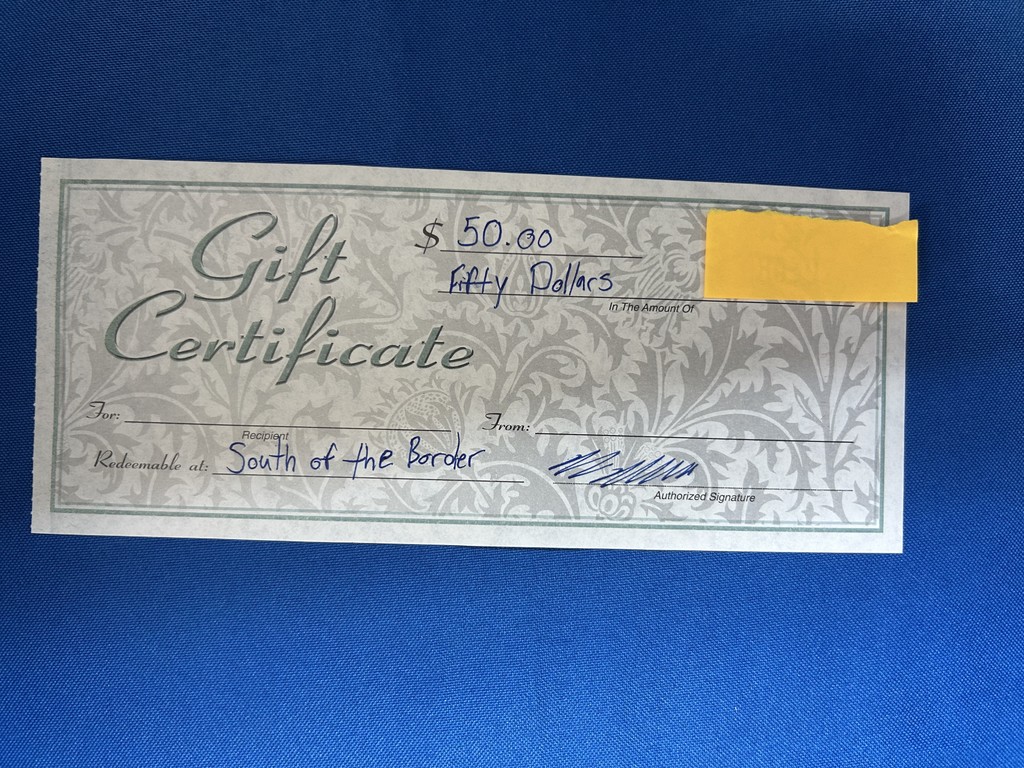 Gift
Certificate
$ 50.00
Fifty Dollars
In The Amount Of
For:
Recipient
From:
Redeemable at: South of the Border
Authorized Signature